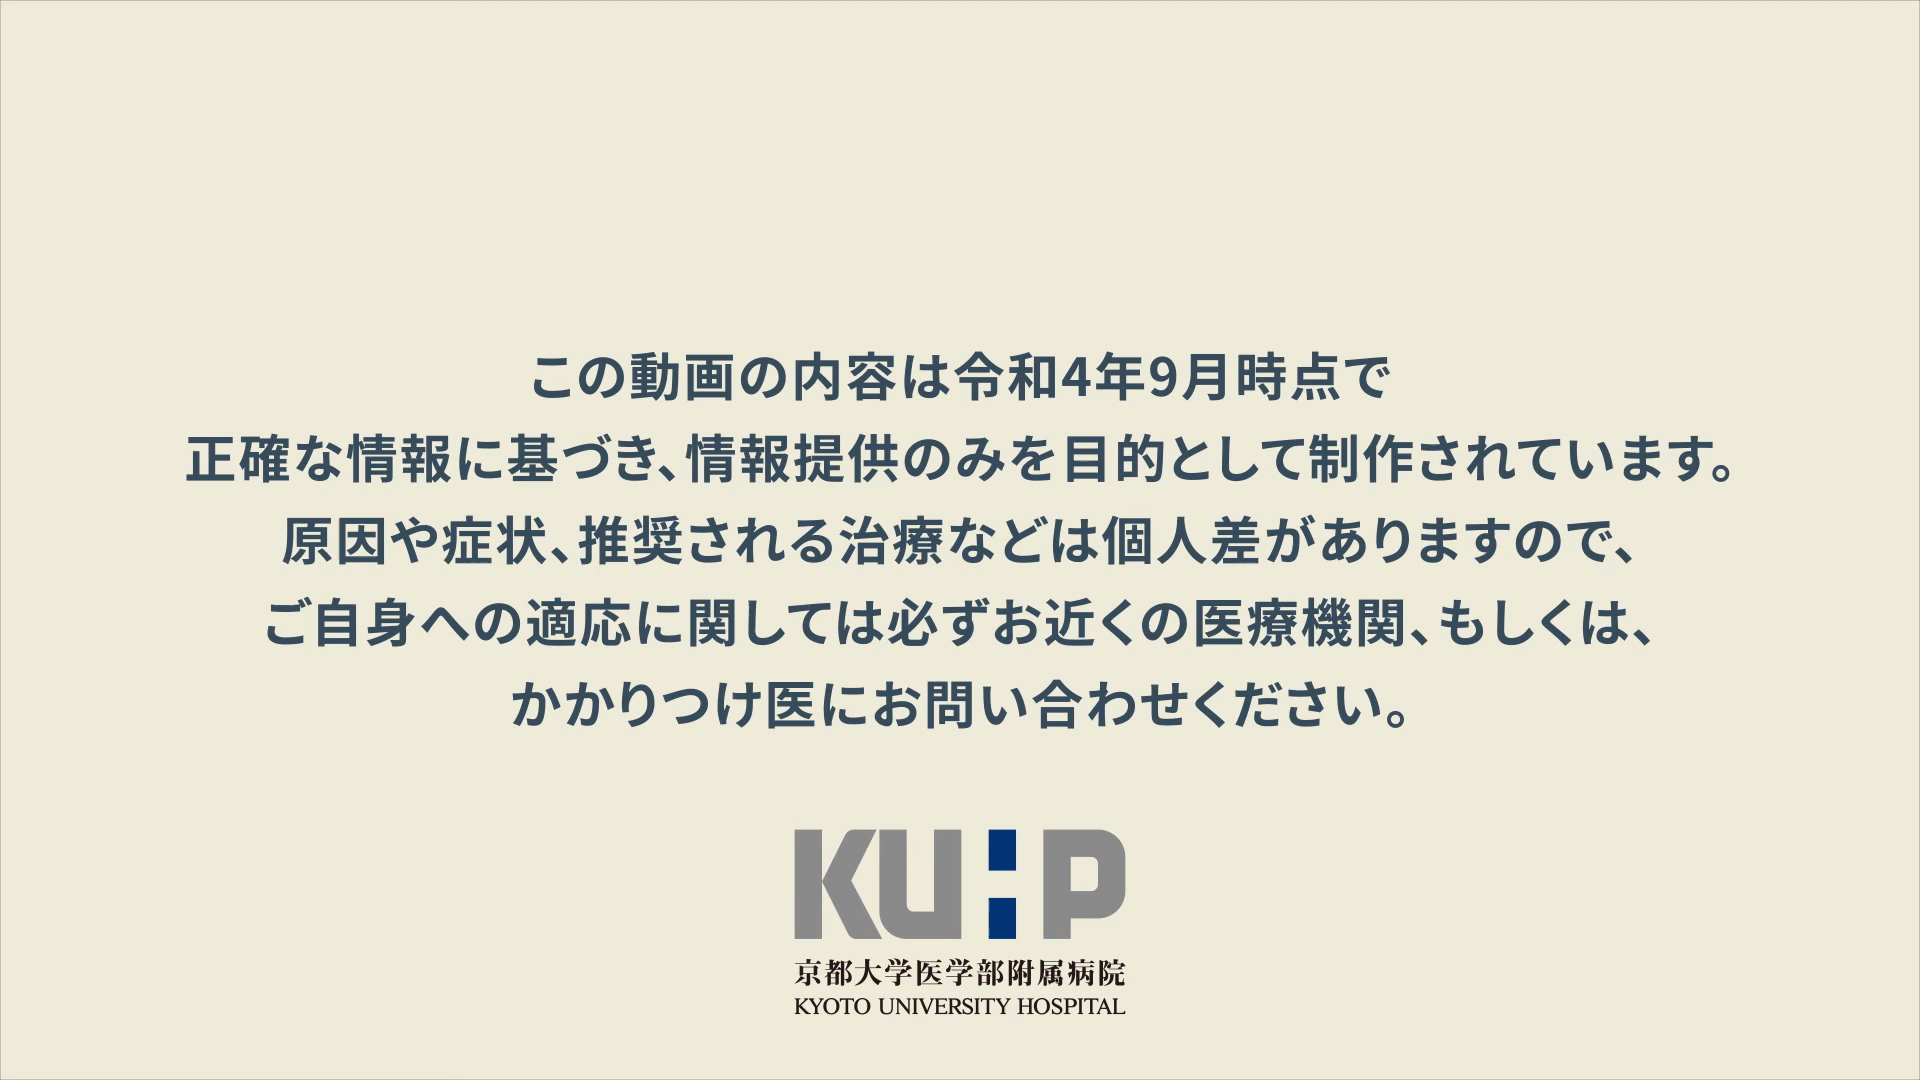 この動画の内容は令和4年9月時点で
正確な情報に基づき、情報提供のみを目的として制作されています。
原因や症状、推奨される治療などは個人差がありますので、
ご自身への適応に関しては必ずお近くの医療機関、もしくは、
かかりつけ医にお問い合わせください。
KUHP
京都大学医学部附属病院
KYOTO UNIVERSITY HOSPITAL